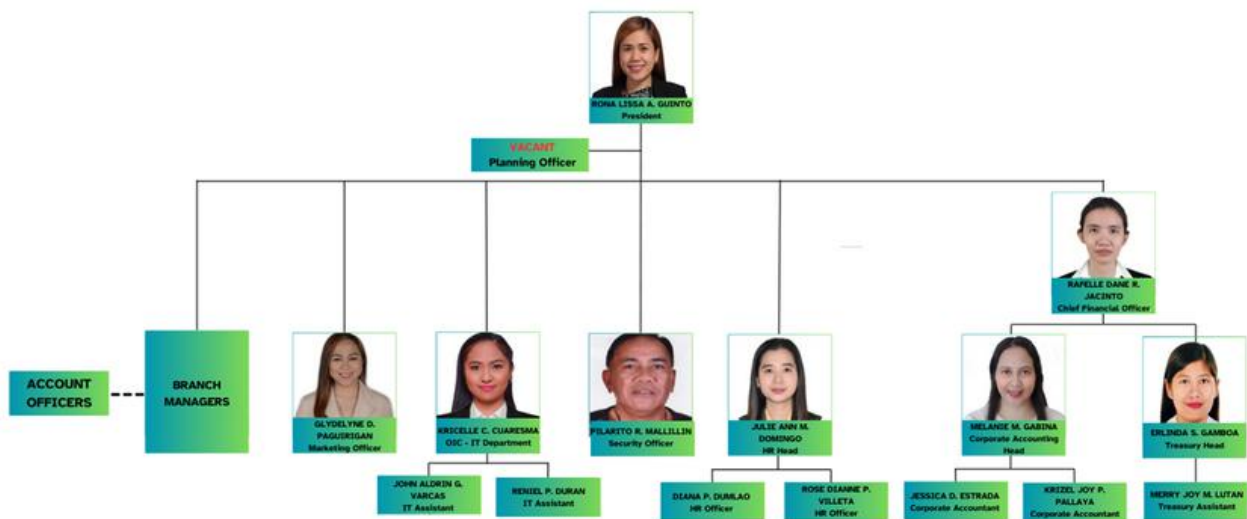 RONA LISSA A. GUINTO
President
VACANT
Planning Officer
RAFELLE DANE R.
JACINTO
Chief Financial Officer
ACCOUNT
OFFICERS
BRANCH
MANAGERS
GLYDELYNE D.
PAGUIRIGAN
Marketing Officer
KRICELLE C. CUARESMA
OIC - IT Department
PILARITO R. MALLILLIN
Security Officer
JULIE ANN M.
DOMINGO
HR Head
MELANIE M. GABINA
Corporate Accounting
Head
ERLINDA S. GAMBOA
Treasury Head
JOHN ALDRIN G.
VARCAS
IT Assistant
RENIEL P. DURAN
IT Assistant
DIANA P. DUMLAO
HR Officer
ROSE DIANNE P.
VILLETA
HR Officer
JESSICA D. ESTRADA
Corporate Accountant
KRIZEL JOY P.
PALLAYA
Corporate Accountant
MERRY JOY M. LUTAN
Treasury Assistant